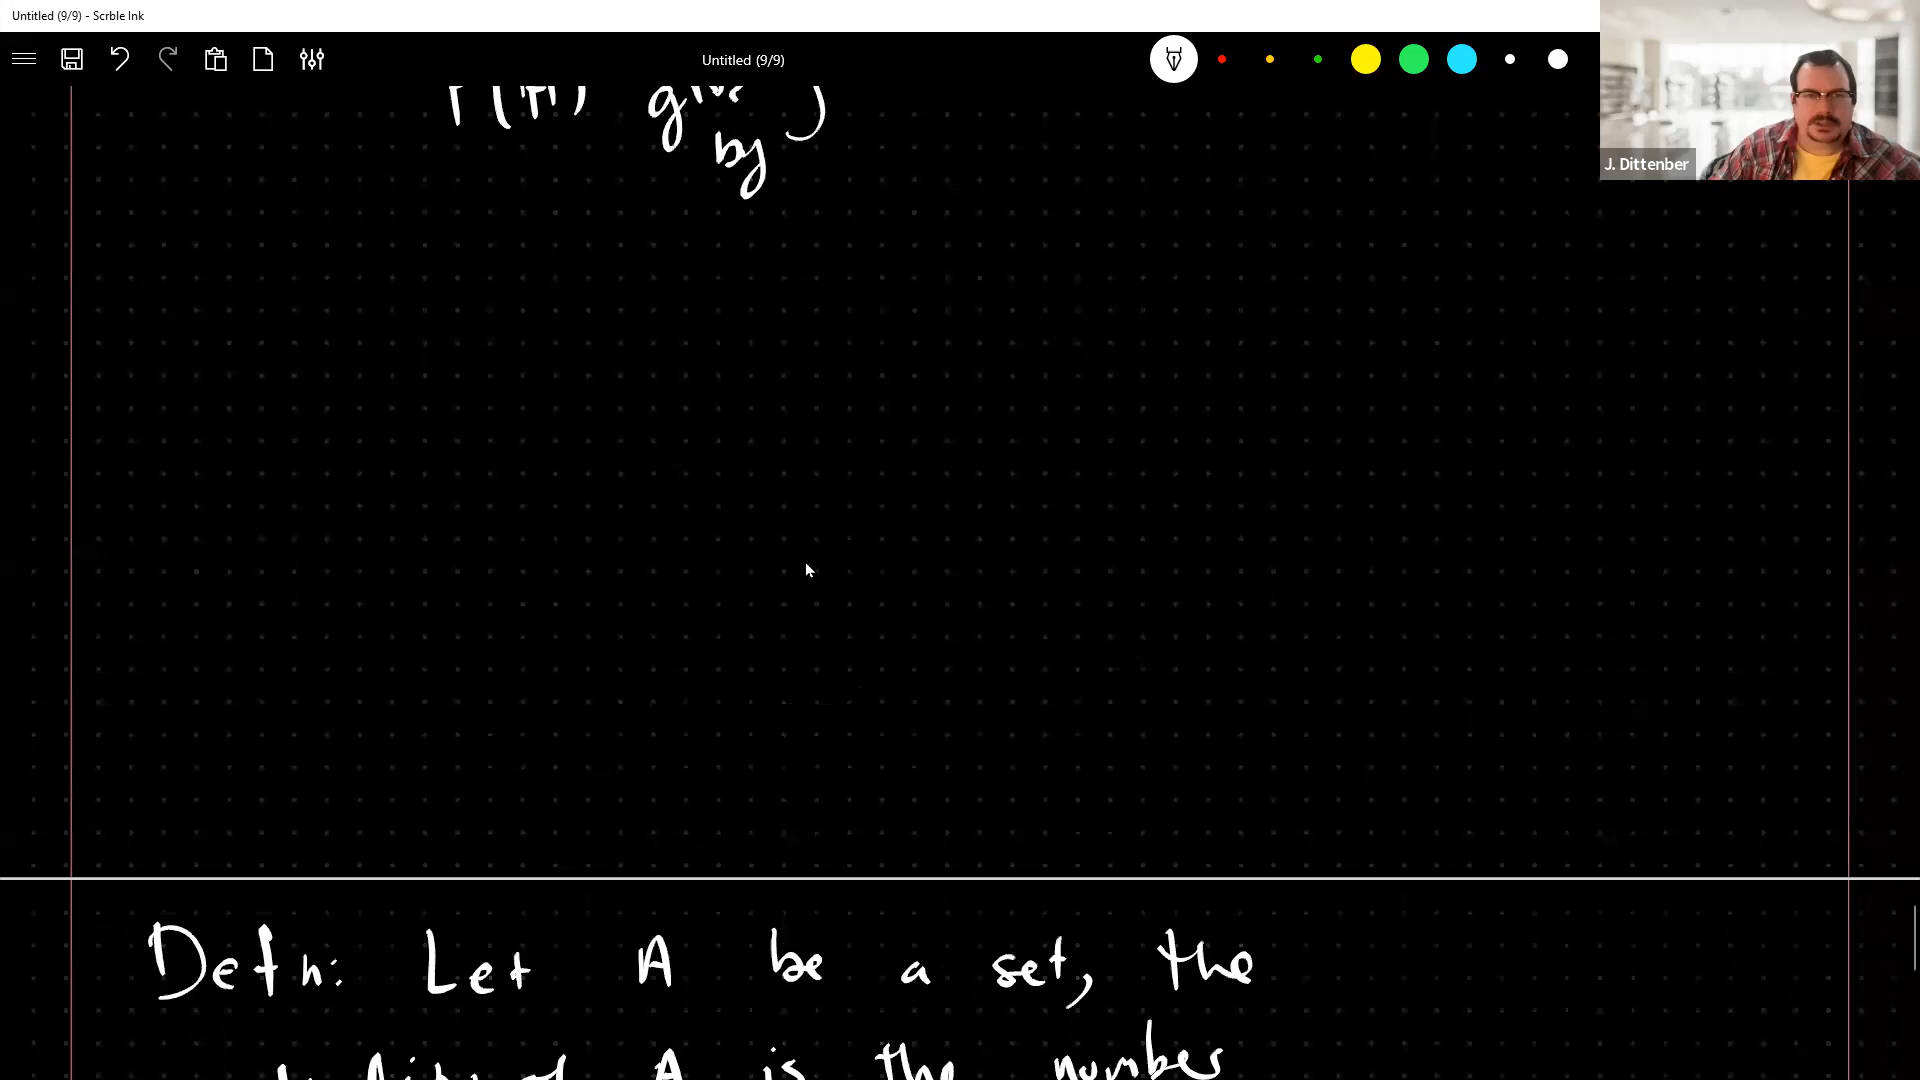 Untitled (9/9) - Scrble Ink
Untitled (9/9)
J. Dittenber
by
Defn: Let A be a set, the
A is the number